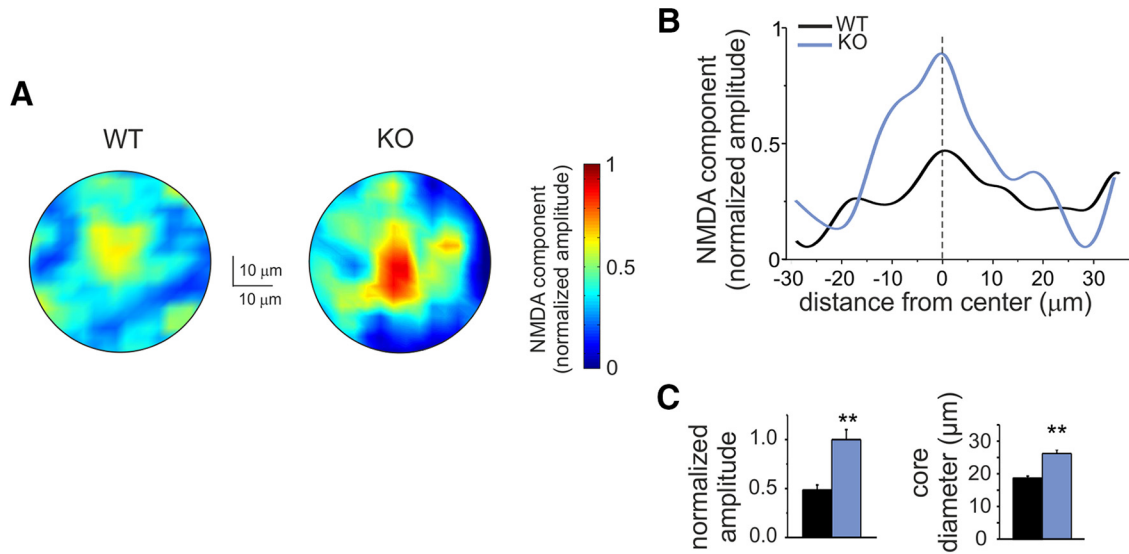 A
WT
KO
10 μm
10 μm
NMDA component
(normalized amplitude)
1
0.5
0
B
WT
KO
NMDA component
(normalized amplitude)
1
0.5
0
-30 -20 -10 0 10 20 30
distance from center (μm)
C
normalized
amplitude
1.0
0.5
0.0
**
core
diameter (μm)
30
20
10
0
**